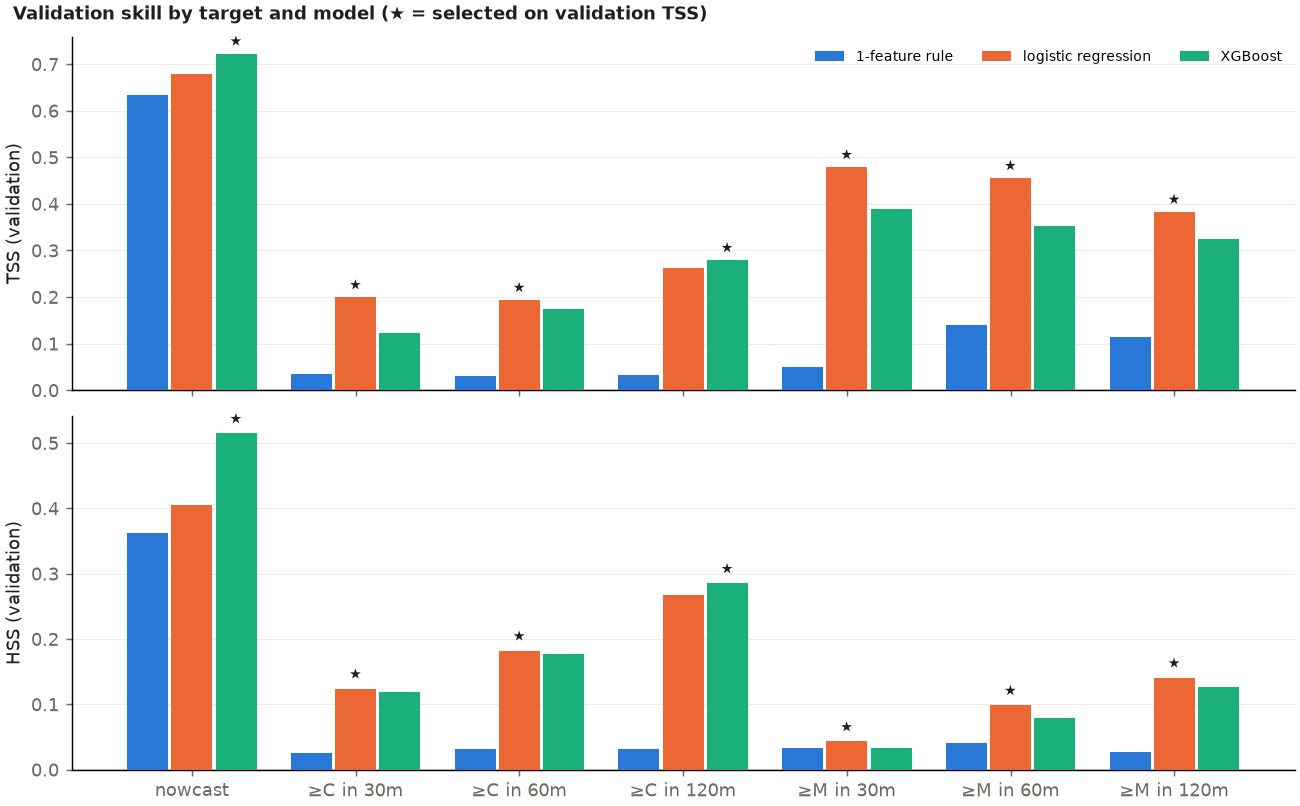 Validation skill by target and model (★ = selected on validation TSS)
1-feature rule
logistic regression
XGBoost
TSS (validation)
0.7
0.6
0.5
0.4
0.3
0.2
0.1
0.0
★
★
★
★
★
★
★
HSS (validation)
0.5
0.4
0.3
0.2
0.1
0.0
★
★
★
★
★
★
★
nowcast
≥C in 30m
≥C in 60m
≥C in 120m
≥M in 30m
≥M in 60m
≥M in 120m